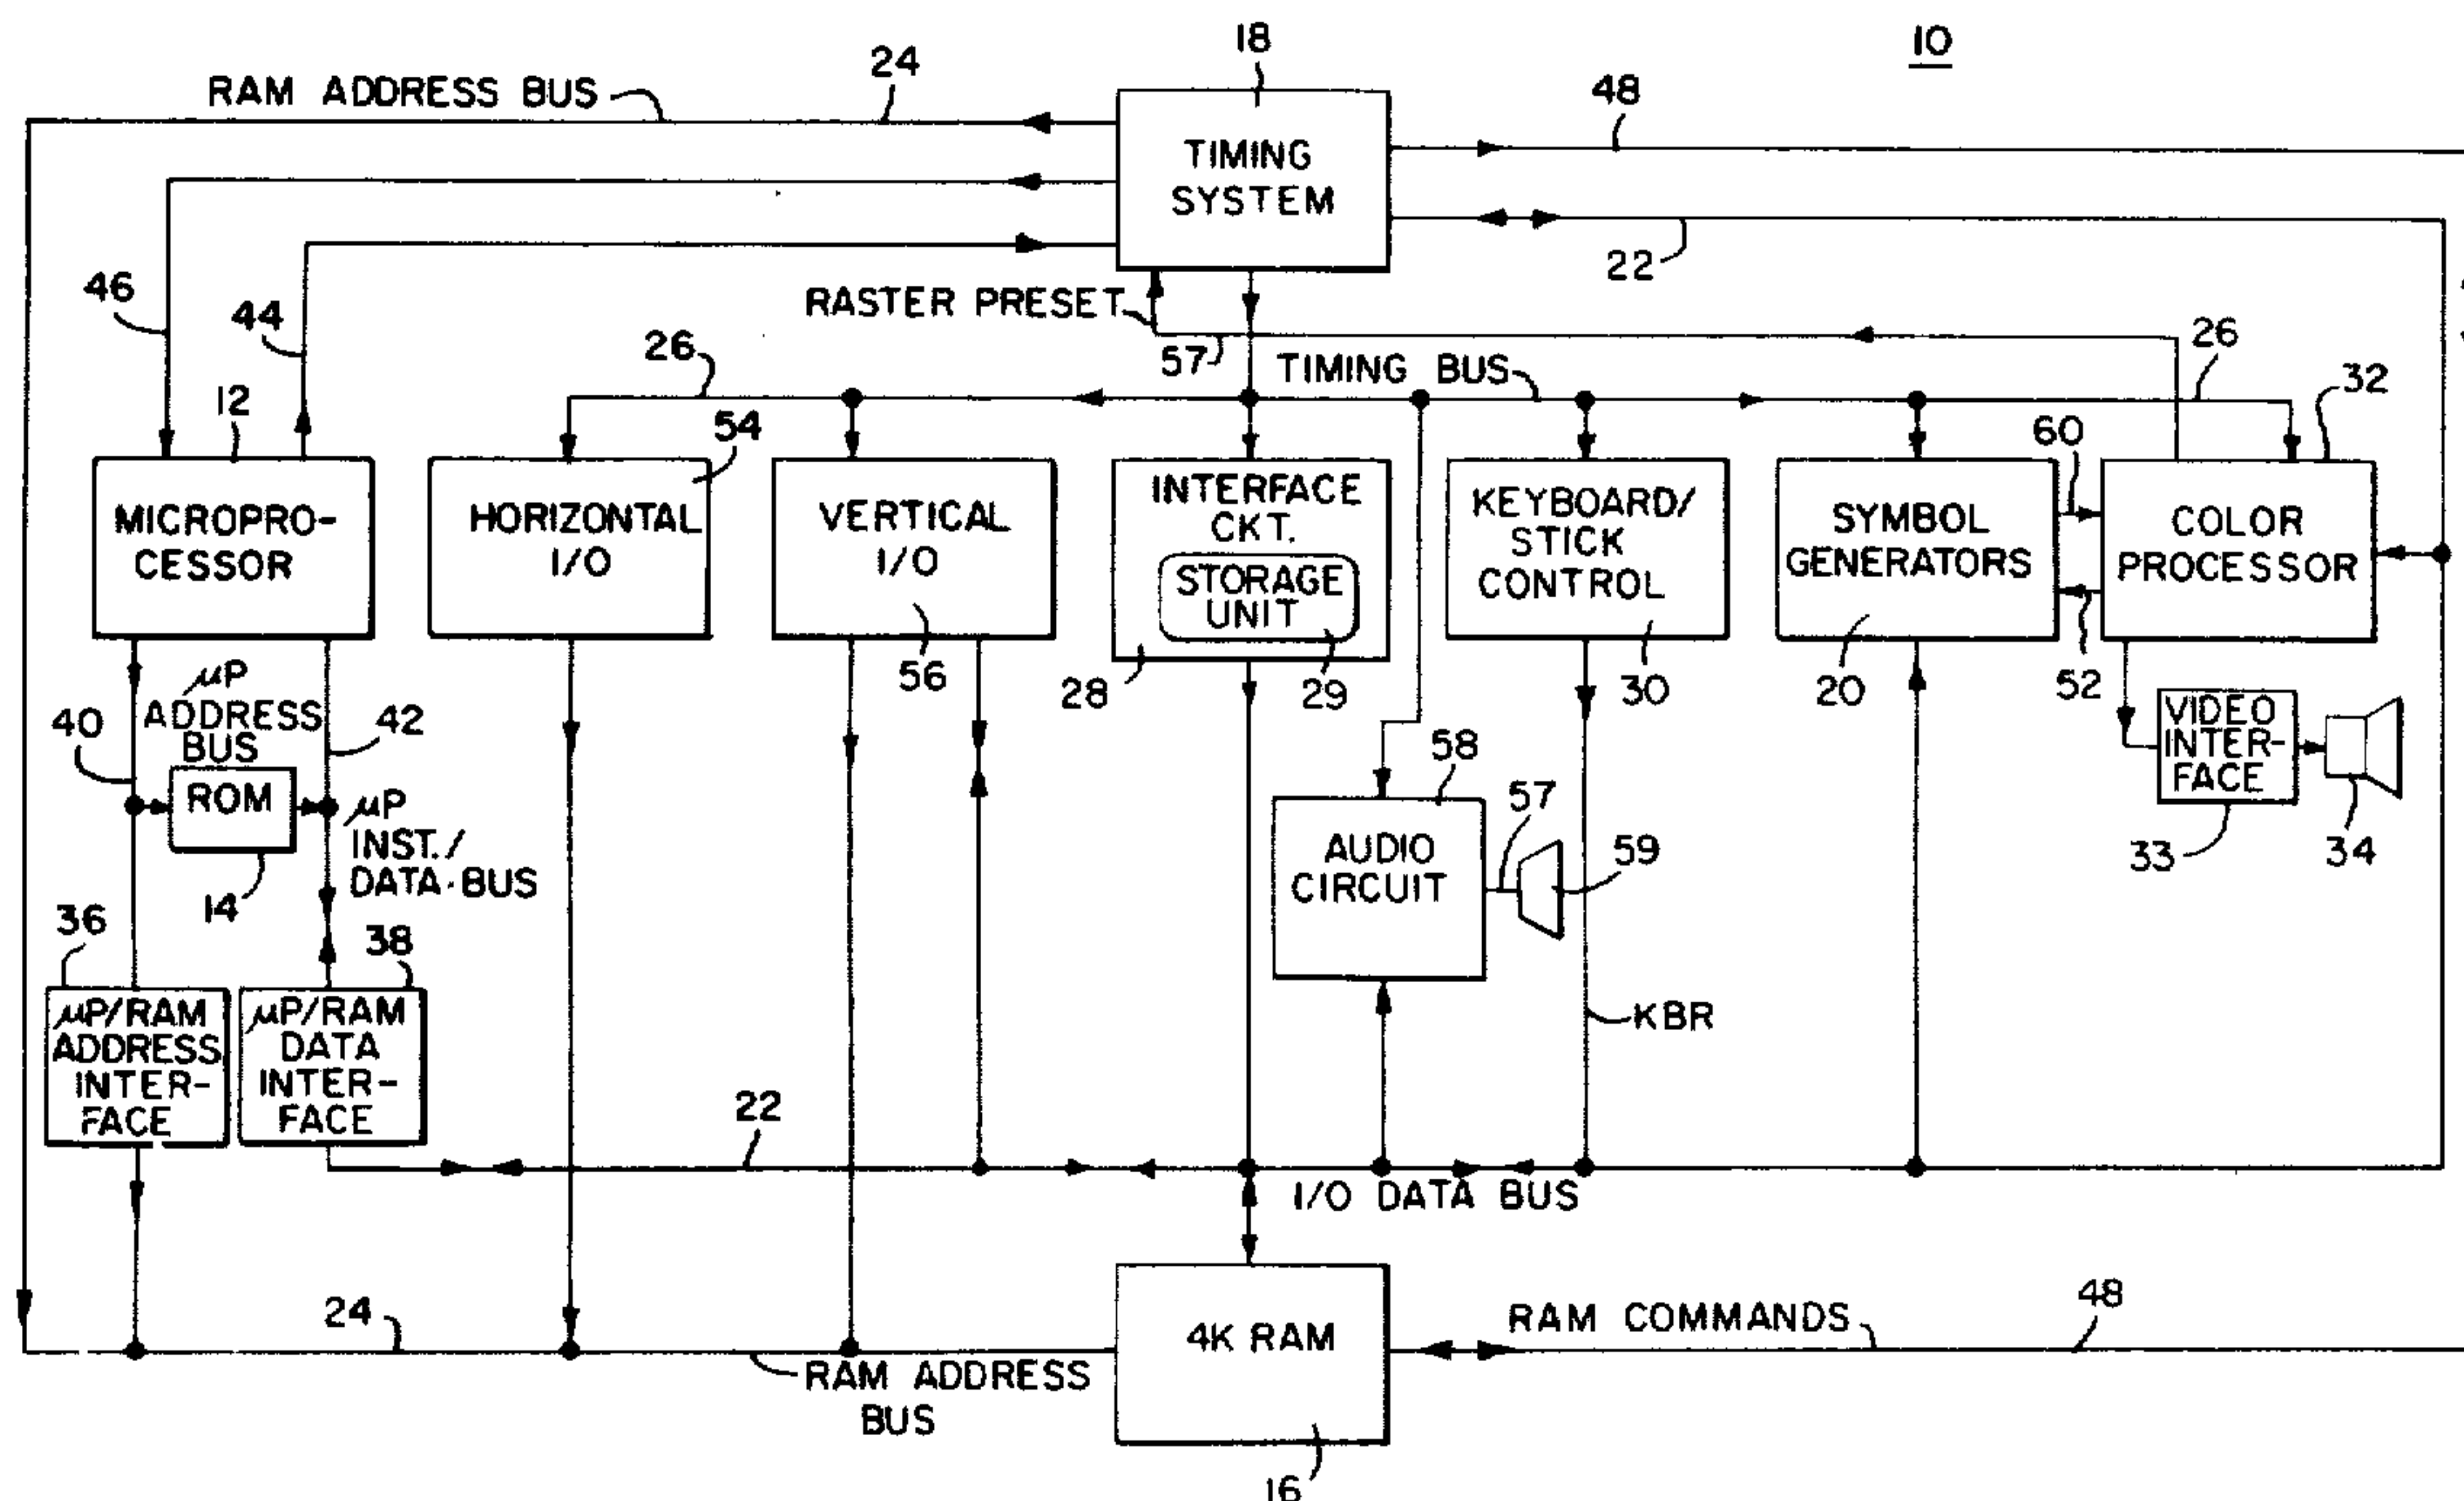 18
10
24
RAM ADDRESS BUS
48
TIMING
SYSTEM
22
46
44
RASTER PRESET
57
26
TIMING BUS
26
32
12
54
60
MICROPRO-
CESSOR
HORIZONTAL
I/O
VERTICAL
I/O
INTERFACE
CKT.
STORAGE
UNIT
KEYBOARD/
STICK
CONTROL
SYMBOL
GENERATORS
COLOR
PROCESSOR
56
28
29
30
20
52
40
μP
ADDRESS
BUS
42
VIDEO
INTER-
FACE
33
34
ROM
14
μP
INST./
DATA BUS
58
57
59
AUDIO
CIRCUIT
36
38
μP/RAM
ADDRESS
INTER-
FACE
μP/RAM
DATA
INTER-
FACE
KBR
22
I/O DATA BUS
24
RAM ADDRESS
BUS
4K RAM
RAM COMMANDS
48
16